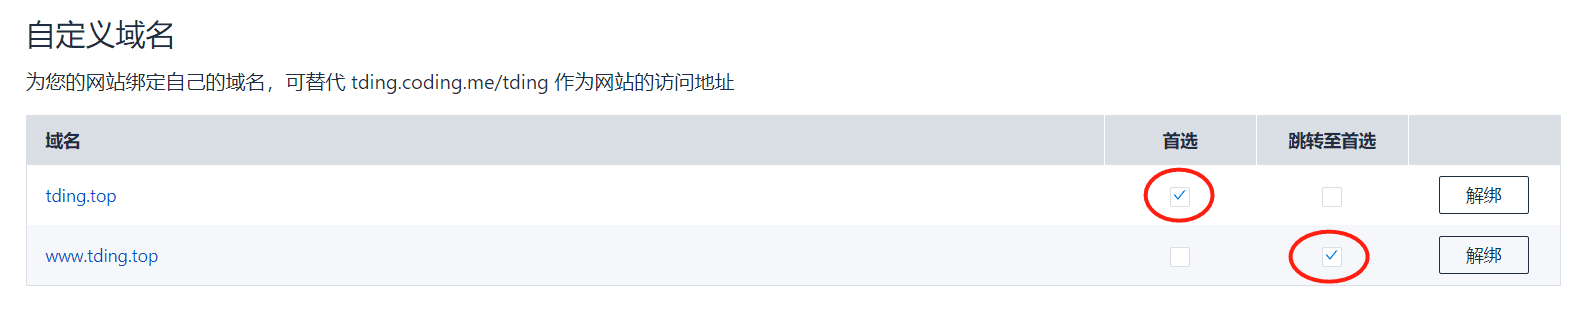 自定义域名
为您的网站绑定自己的域名，可替代 tding.coding.me/tding 作为网站的访问地址
域名 首选 跳转至首选
tding.top 解绑
www.tding.top 解绑